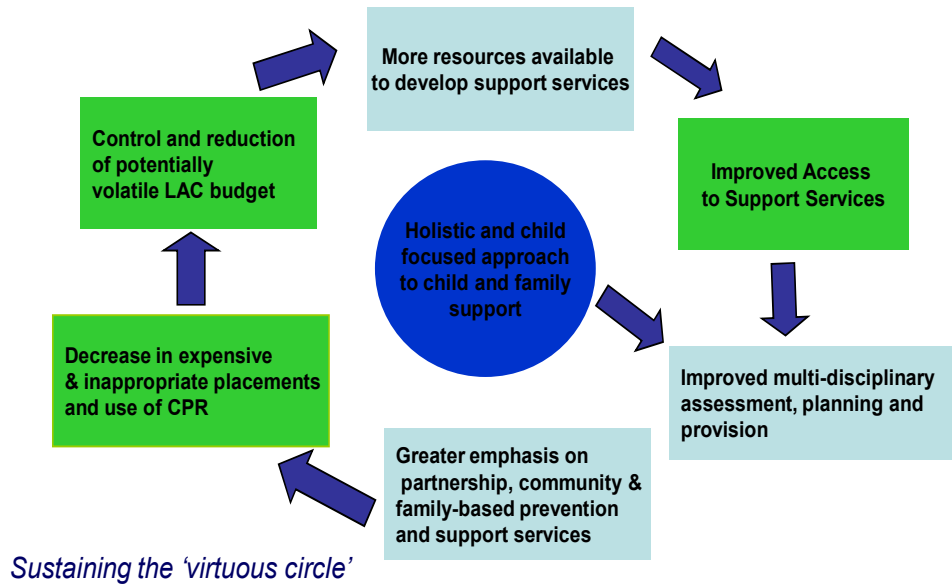 More resources available
to develop support services
Control and reduction
of potentially
volatile LAC budget
Improved Access
to Support Services
Holistic and child
focused approach
to child and family
support
Decrease in expensive
& inappropriate placements
and use of CPR
Improved multi-disciplinary
assessment, planning and
provision
Greater emphasis on
partnership, community &
family-based prevention
and support services
Sustaining the ‘virtuous circle’